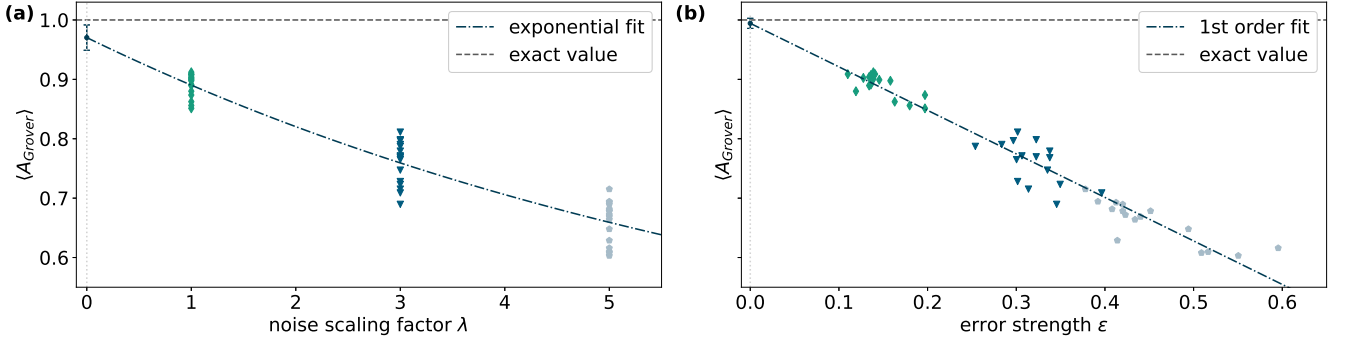 (a)
exponential fit
exact value
1.0
0.9
0.8
0.7
0.6
⟨A_Grover⟩
0 1 2 3 4 5
noise scaling factor λ
(b)
1st order fit
exact value
⟨A_Grover⟩
0.0 0.1 0.2 0.3 0.4 0.5 0.6
error strength ε